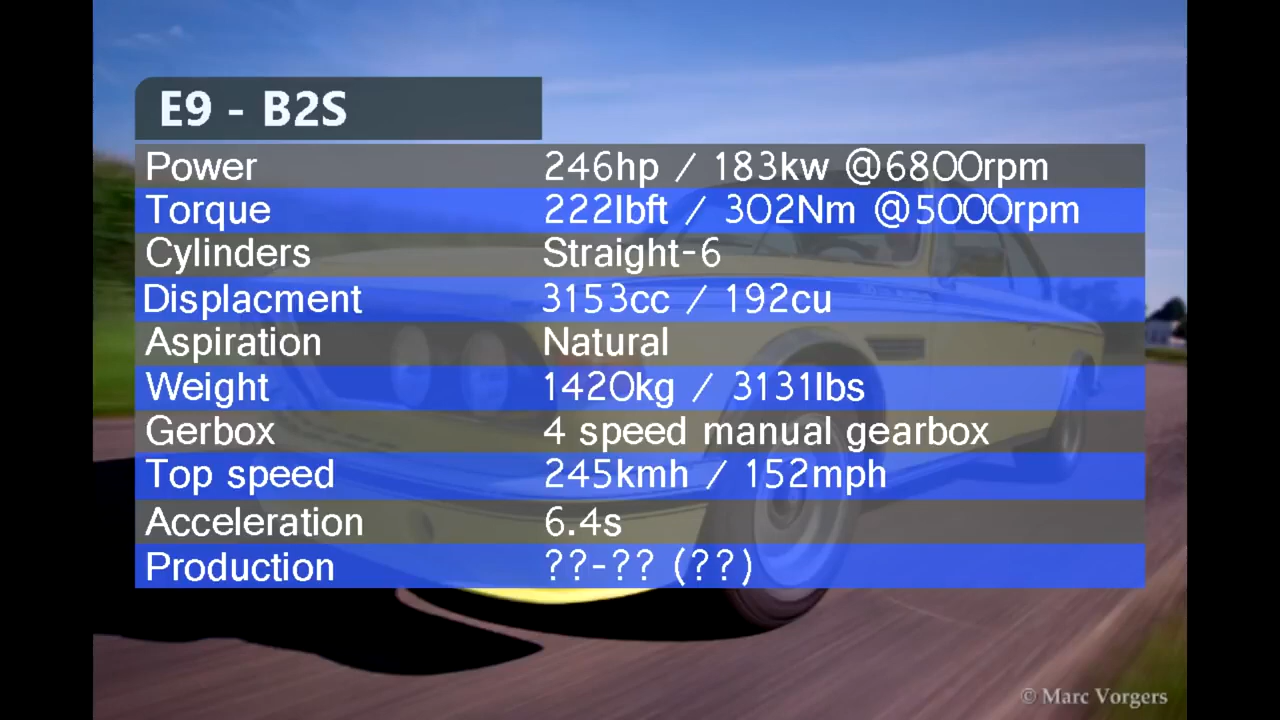 E9 - B2S
Power 246hp / 183kw @6800rpm
Torque 222lbft / 302Nm @5000rpm
Cylinders Straight-6
Displacment 3153cc / 192cu
Aspiration Natural
Weight 1420kg / 3131lbs
Gerbox 4 speed manual gearbox
Top speed 245kmh / 152mph
Acceleration 6.4s
Production ??-?? (??)
© Marc Vorgers